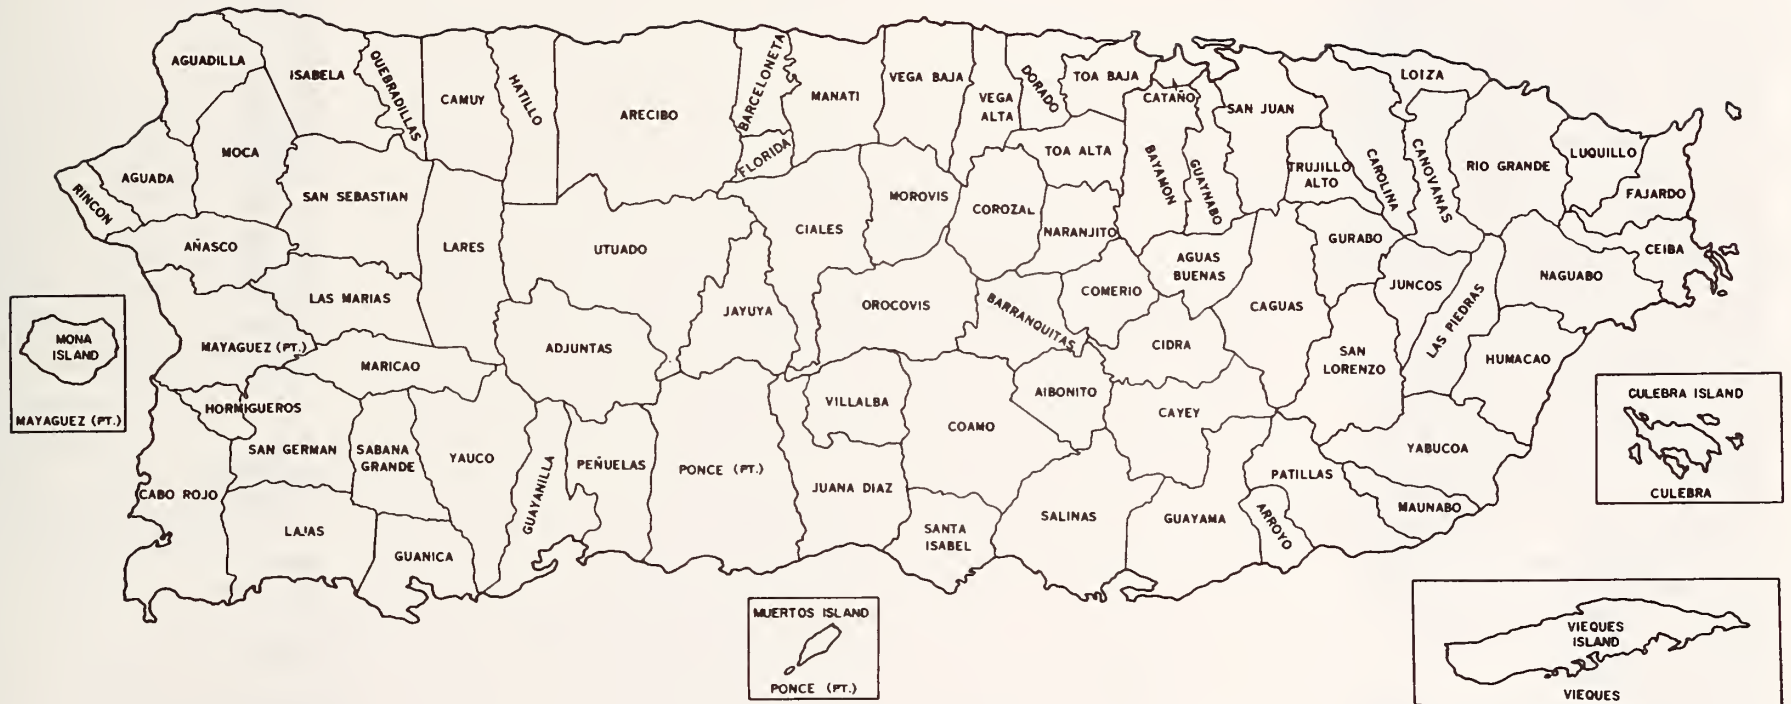 AGUADILLA
ISABELA
QUEBRADILLAS
CAMUY
HATILLO
ARECIBO
BARCELONETA
MANATI
VEGA BAJA
VEGA
ALTA
DORADO
TOA BAJA
CATAÑO
SAN JUAN
LOIZA
MOCA
FLORIDA
TOA ALTA
BAYAMON
GUAYNABO
TRUJILLO
ALTO
CAROLINA
CANOVANAS
RIO GRANDE
LUQUILLO
FAJARDO
AGUADA
RINCON
SAN SEBASTIAN
MOROVIS
COROZAL
NARANJITO
AÑASCO
LARES
UTUADO
CIALES
AGUAS
BUENAS
GURABO
CEIBA
NAGUABO
LAS MARIAS
JAYUYA
OROCOVIS
BARRANQUITAS
COMERIO
CAGUAS
JUNCOS
LAS PIEDRAS
MONA
ISLAND
MAYAGUEZ (PT.)
MAYAGUEZ (PT.)
MARICAO
ADJUNTAS
CIDRA
SAN
LORENZO
HUMACAO
HORMIGUEROS
VILLALBA
AIBONITO
CAYEY
COAMO
CULEBRA ISLAND
CULEBRA
SAN GERMAN
SABANA
GRANDE
YAUCO
GUAYANILLA
PEÑUELAS
PONCE (PT.)
JUANA DIAZ
PATILLAS
YABUCOA
CABO ROJO
LAJAS
GUANICA
SANTA
ISABEL
SALINAS
GUAYAMA
ARROYO
MAUNABO
MUERTOS ISLAND
PONCE (PT.)
VIEQUES
ISLAND
VIEQUES